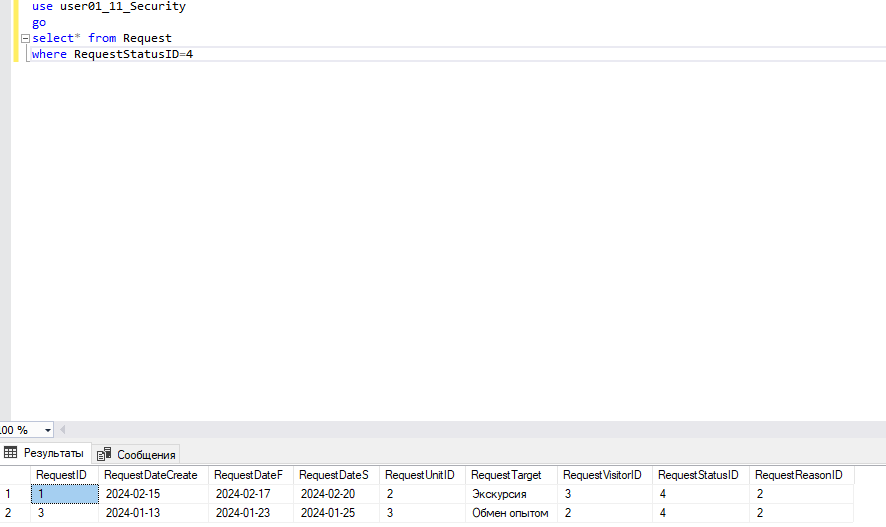 use user01_11_Security
go
select* from Request
where RequestStatusID=4
00 %
Результаты Сообщения
RequestID RequestDateCreate RequestDateF RequestDateS RequestUnitID RequestTarget RequestVisitorID RequestStatusID RequestReasonID
1 1 2024-02-15 2024-02-17 2024-02-20 2 Экскурсия 3 4 2
2 3 2024-01-13 2024-01-23 2024-01-25 3 Обмен опытом 2 4 2